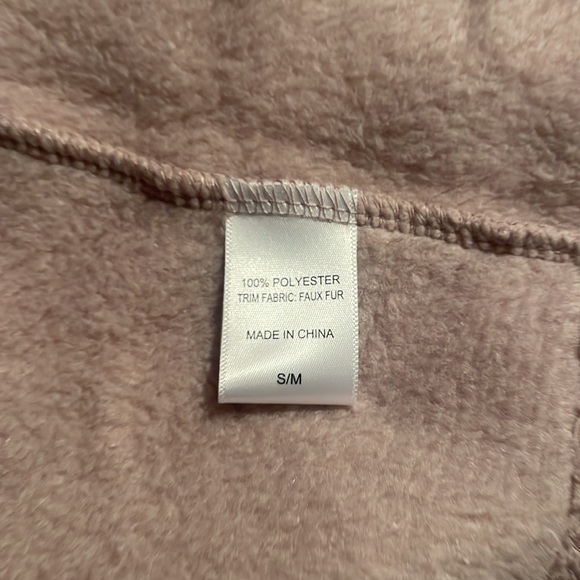 100% POLYESTER
TRIM FABRIC: FAUX FUR
MADE IN CHINA
S/M